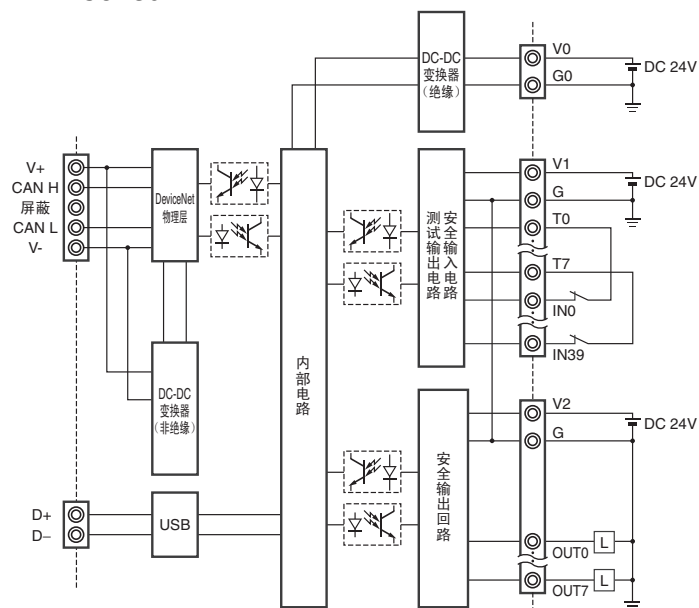 DC-DC
变换器
（绝缘）
V0
G0
DC 24V
V+
CAN H
屏蔽
CAN L
V-
DeviceNet
物理层
DC-DC
变换器
（非绝缘）
内部电路
安全输入电路
测试输出电路
V1
G
T0
T7
IN0
IN39
DC 24V
安全输出回路
V2
G
OUT0
L
OUT7
L
DC 24V
D+
D−
USB